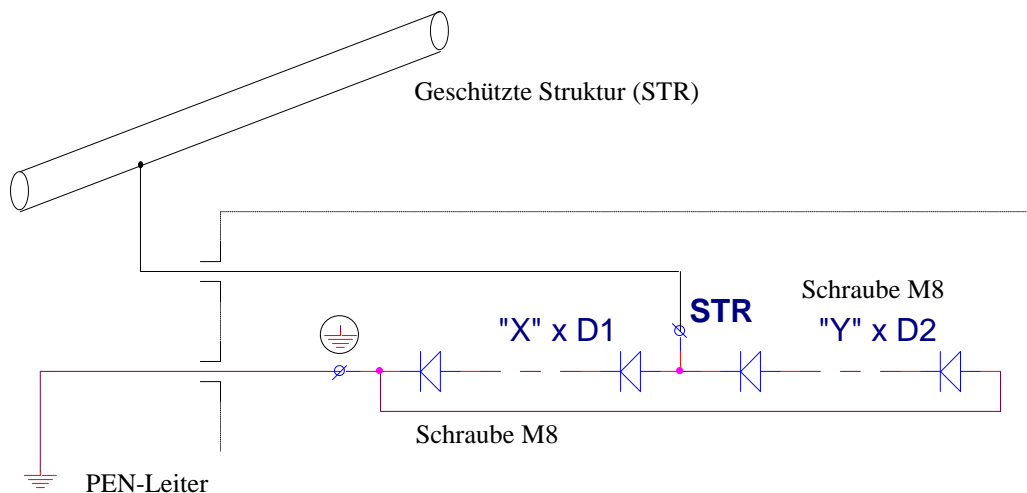 Geschützte Struktur (STR)
Schraube M8
STR
"X" x D1
"Y" x D2
Schraube M8
PEN-Leiter